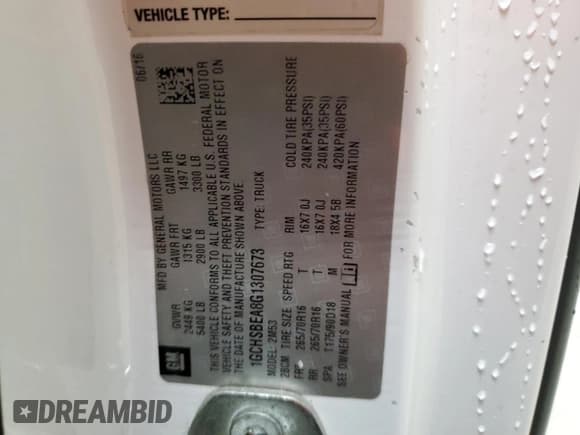 VEHICLE TYPE:
GM
06/16
MFD BY GENERAL MOTORS LLC
GVWR GAWR FRT GAWR RR
2449 KG 1315 KG 1497 KG
5400 LB 2900 LB 3300 LB
THIS VEHICLE CONFORMS TO ALL APPLICABLE U.S. FEDERAL MOTOR
VEHICLE SAFETY AND THEFT PREVENTION STANDARDS IN EFFECT ON
THE DATE OF MANUFACTURE SHOWN ABOVE.
1GCHSBEA8G1307673 TYPE: TRUCK
MODEL: 2M53
2BCM TIRE SIZE SPEED RTG RIM COLD TIRE PRESSURE
FRT 265/70R16 T 16X7.0J 240KPA(35PSI)
RR 265/70R16 T 16X7.0J 240KPA(35PSI)
SPA T175/90D18 M 18X4.5B 420KPA(60PSI)
SEE OWNER'S MANUAL FOR MORE INFORMATION
DREAMBID